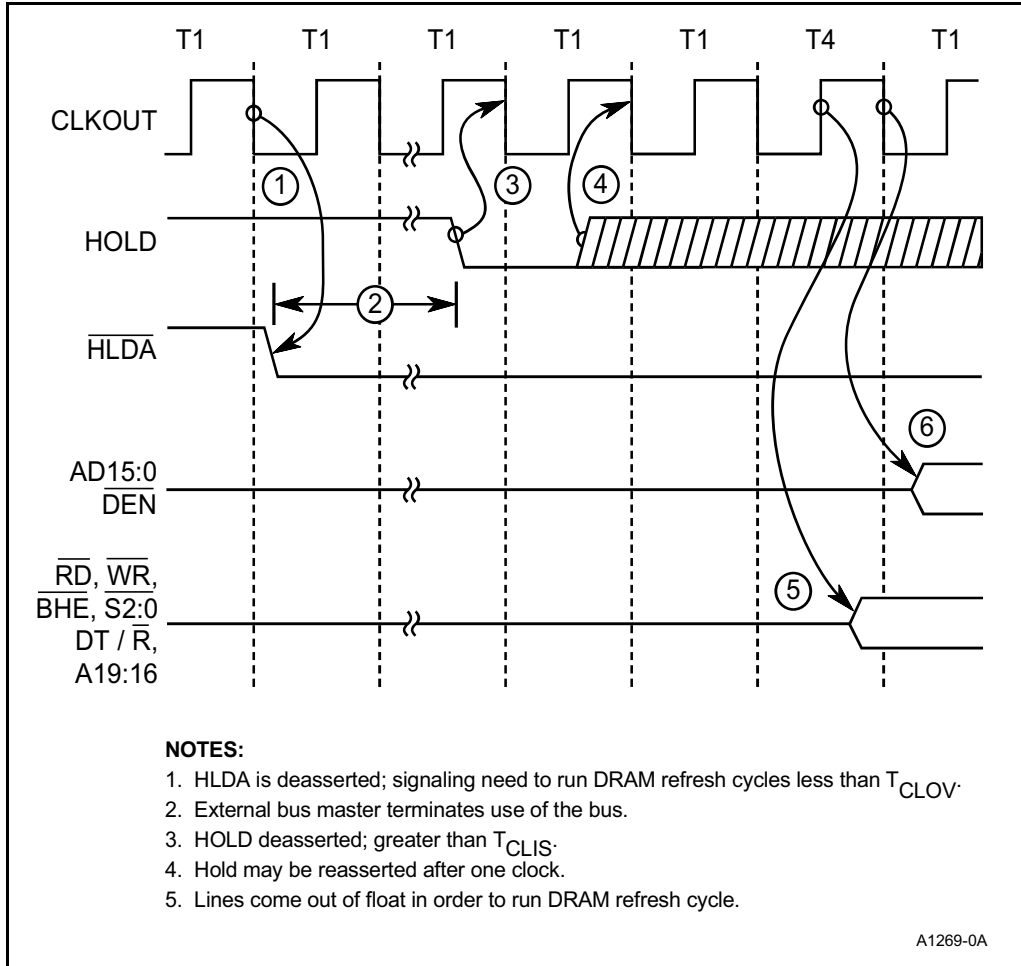 T1 T1 T1 T1 T1 T4 T1
CLKOUT
1 3 4
HOLD
2
HLDA
6
AD15:0
DEN
5
RD, WR,
BHE, S2:0
DT / R,
A19:16
NOTES:
1. HLDA is deasserted; signaling need to run DRAM refresh cycles less than TCLOV.
2. External bus master terminates use of the bus.
3. HOLD deasserted; greater than TCLIS.
4. Hold may be reasserted after one clock.
5. Lines come out of float in order to run DRAM refresh cycle.
A1269-0A